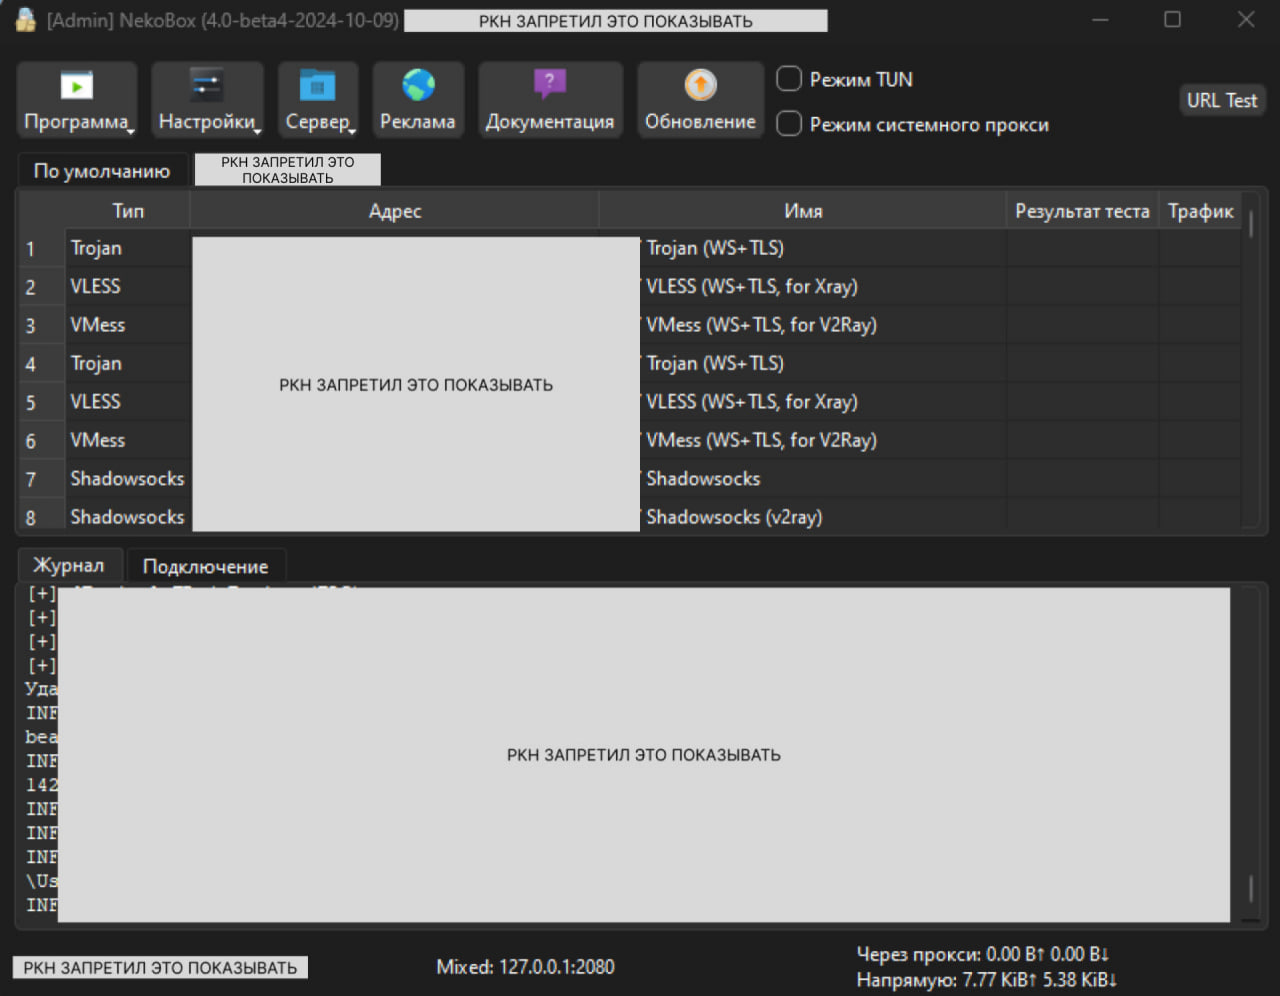 [Admin] NekoBox (4.0-beta4-2024-10-09) РКН ЗАПРЕТИЛ ЭТО ПОКАЗЫВАТЬ
Программа Настройки Сервер Реклама Документация Обновление
Режим TUN
Режим системного прокси
URL Test
По умолчанию
РКН ЗАПРЕТИЛ ЭТО
ПОКАЗЫВАТЬ
Тип Адрес Имя Результат теста Трафик
1 Trojan Trojan (WS+TLS)
2 VLESS VLESS (WS+TLS, for Xray)
3 VMess VMess (WS+TLS, for V2Ray)
4 Trojan Trojan (WS+TLS)
РКН ЗАПРЕТИЛ ЭТО ПОКАЗЫВАТЬ
5 VLESS VLESS (WS+TLS, for Xray)
6 VMess VMess (WS+TLS, for V2Ray)
7 Shadowsocks Shadowsocks
8 Shadowsocks Shadowsocks (v2ray)
Журнал Подключение
[+]
[+]
[+]
[+]
Уда
INF
bea
INF
РКН ЗАПРЕТИЛ ЭТО ПОКАЗЫВАТЬ
142
INF
INF
INF
\Us
INF
РКН ЗАПРЕТИЛ ЭТО ПОКАЗЫВАТЬ
Mixed: 127.0.0.1:2080
Через прокси: 0.00 B↑ 0.00 B↓
Напрямую: 7.77 KiB↑ 5.38 KiB↓